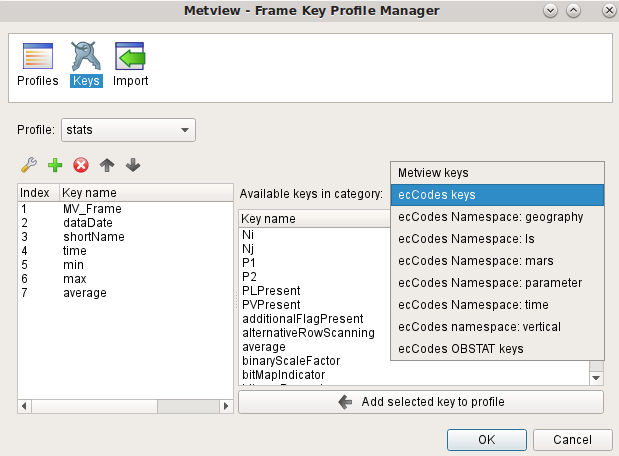 Metview - Frame Key Profile Manager
Profiles Keys Import
Profile: stats
Index Key name
1 MV_Frame
2 dataDate
3 shortName
4 time
5 min
6 max
7 average
Available keys in category:
Metview keys
ecCodes keys
ecCodes Namespace: geography
ecCodes Namespace: ls
ecCodes Namespace: mars
ecCodes Namespace: parameter
ecCodes Namespace: time
ecCodes namespace: vertical
ecCodes OBSTAT keys
Key name
Ni
Nj
P1
P2
PLPresent
PVPresent
additionalFlagPresent
alternativeRowScanning
average
binaryScaleFactor
bitMapIndicator
Add selected key to profile
OK Cancel